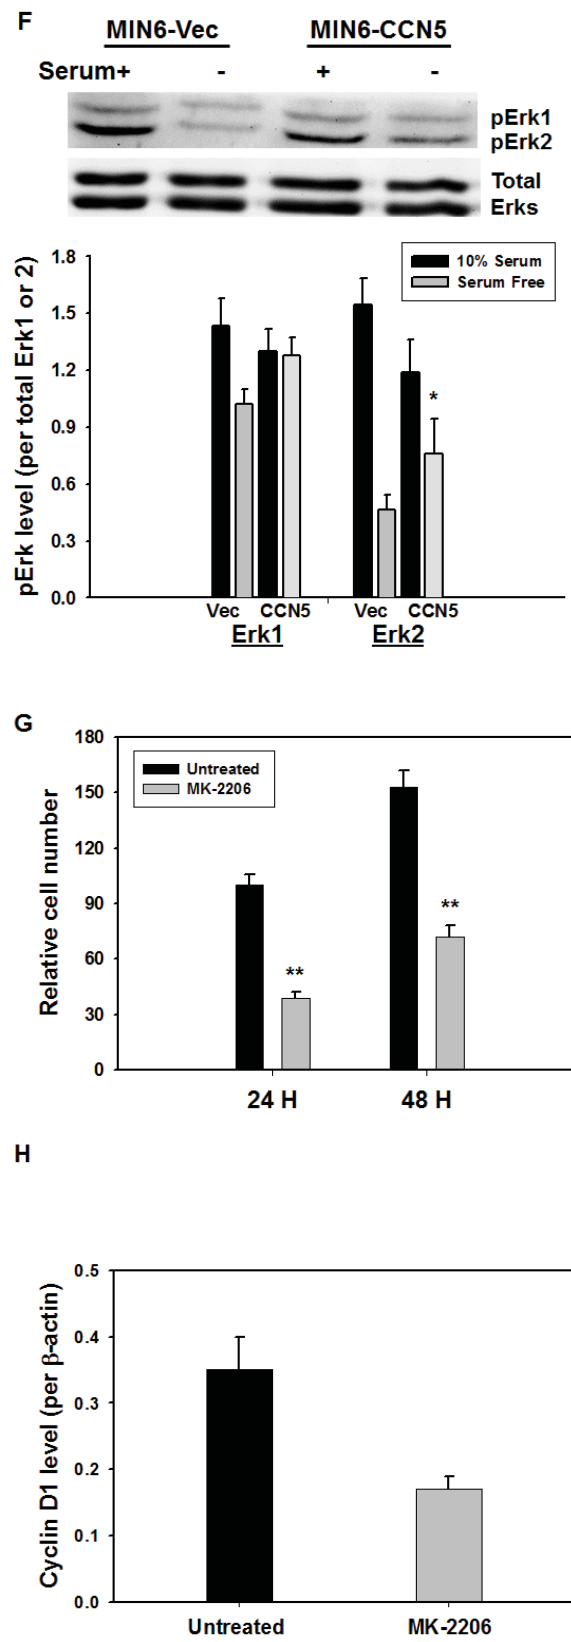 F
MIN6-Vec MIN6-CCN5
Serum+ - + -
pErk1
pErk2
Total
Erks
pErk level (per total Erk1 or 2)
1.8
1.5
1.2
0.9
0.6
0.3
0.0
10% Serum
Serum Free
*
Vec CCN5 Vec CCN5
Erk1 Erk2
G
Relative cell number
180
150
120
90
60
30
0
Untreated
MK-2206
**
**
24 H 48 H
H
Cyclin D1 level (per β-actin)
0.5
0.4
0.3
0.2
0.1
0.0
Untreated MK-2206